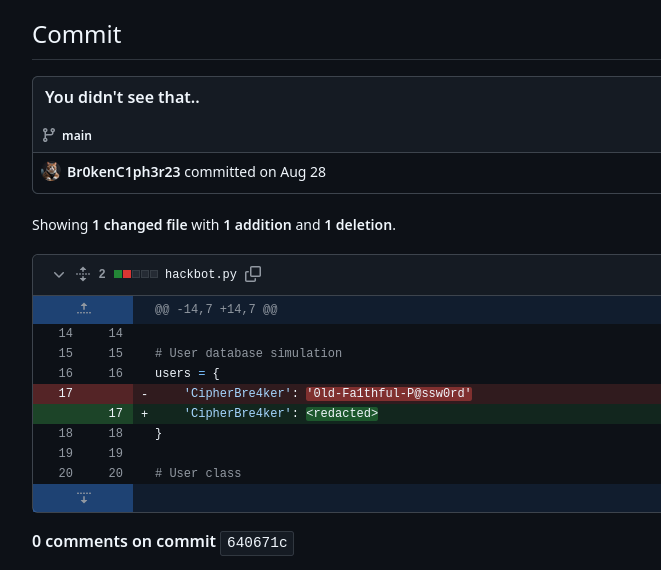 Commit
You didn't see that..
main
Br0kenC1ph3r23 committed on Aug 28
Showing 1 changed file with 1 addition and 1 deletion.
2 hackbot.py
@@ -14,7 +14,7 @@
14 14
15 15 # User database simulation
16 16 users = {
17 - 'CipherBre4ker': '0ld-Fa1thful-P@ssw0rd'
17 + 'CipherBre4ker': <redacted>
18 18 }
19 19
20 20 # User class
0 comments on commit 640671c